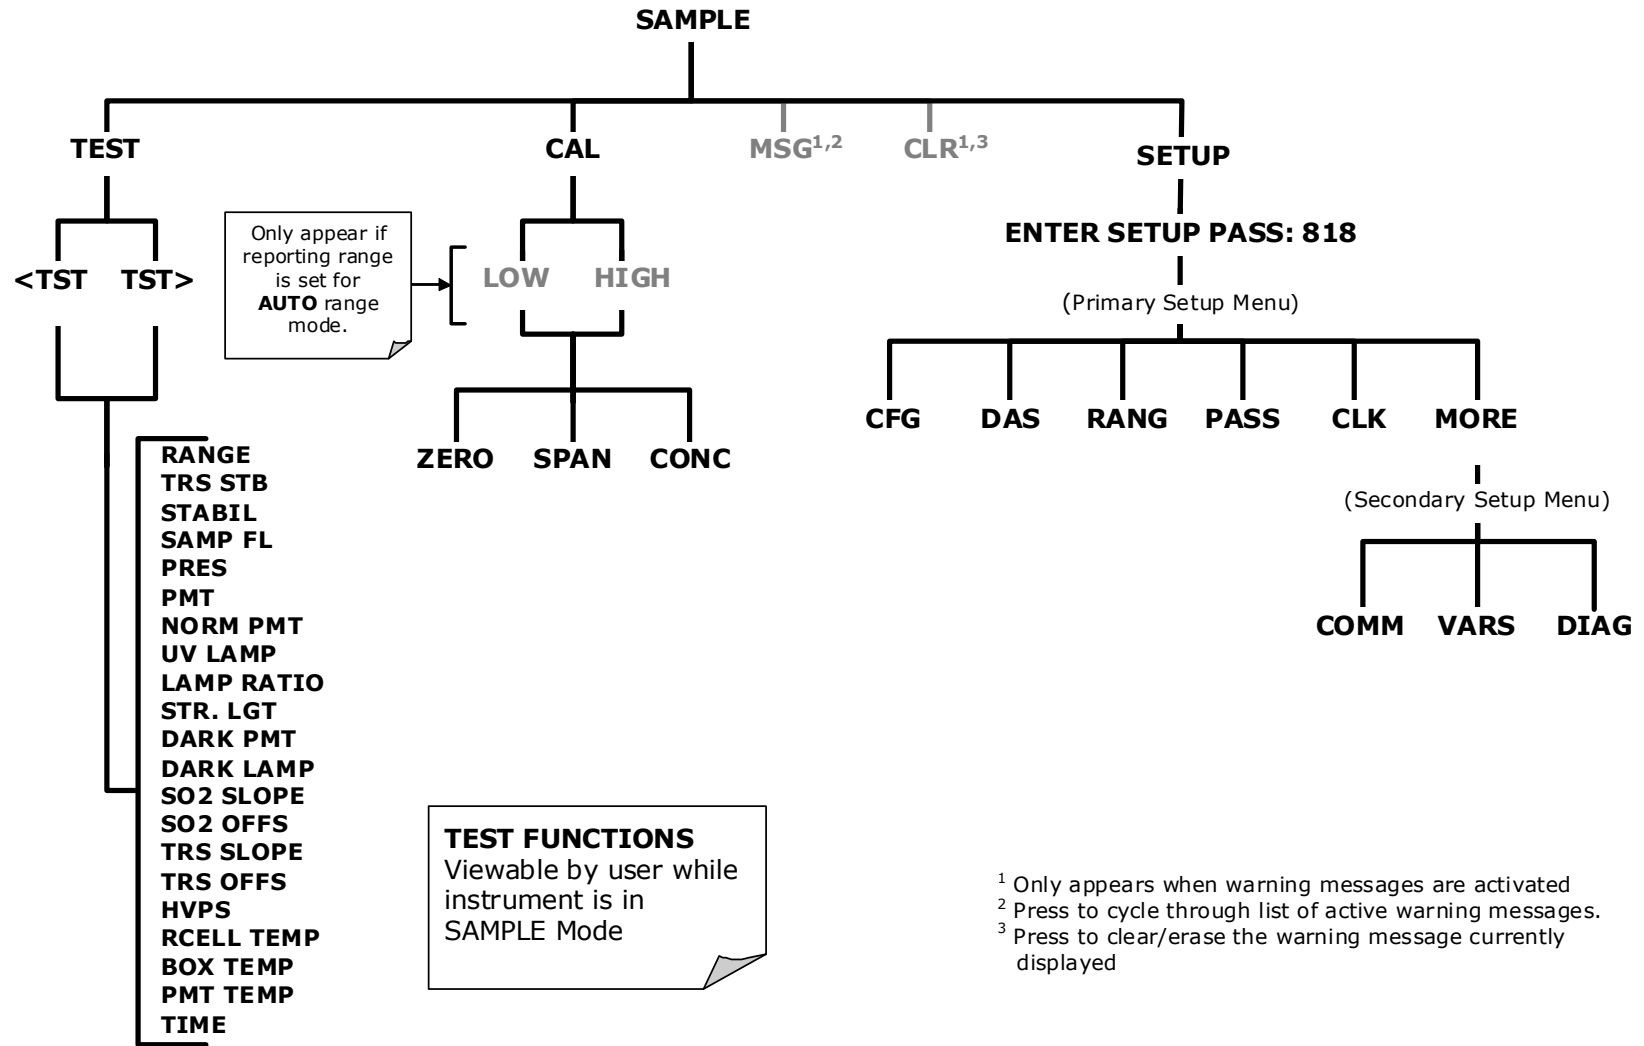 SAMPLE
TEST
CAL
MSG1,2
CLR1,3
SETUP
<TST TST>
Only appear if
reporting range
is set for
AUTO range
mode.
LOW HIGH
ZERO SPAN CONC
ENTER SETUP PASS: 818
(Primary Setup Menu)
CFG DAS RANG PASS CLK MORE
(Secondary Setup Menu)
COMM VARS DIAG
RANGE
TRS STB
STABIL
SAMP FL
PRES
PMT
NORM PMT
UV LAMP
LAMP RATIO
STR. LGT
DARK PMT
DARK LAMP
SO2 SLOPE
SO2 OFFS
TRS SLOPE
TRS OFFS
HVPS
RCELL TEMP
BOX TEMP
PMT TEMP
TIME
TEST FUNCTIONS
Viewable by user while
instrument is in
SAMPLE Mode
1 Only appears when warning messages are activated
2 Press to cycle through list of active warning messages.
3 Press to clear/erase the warning message currently
displayed